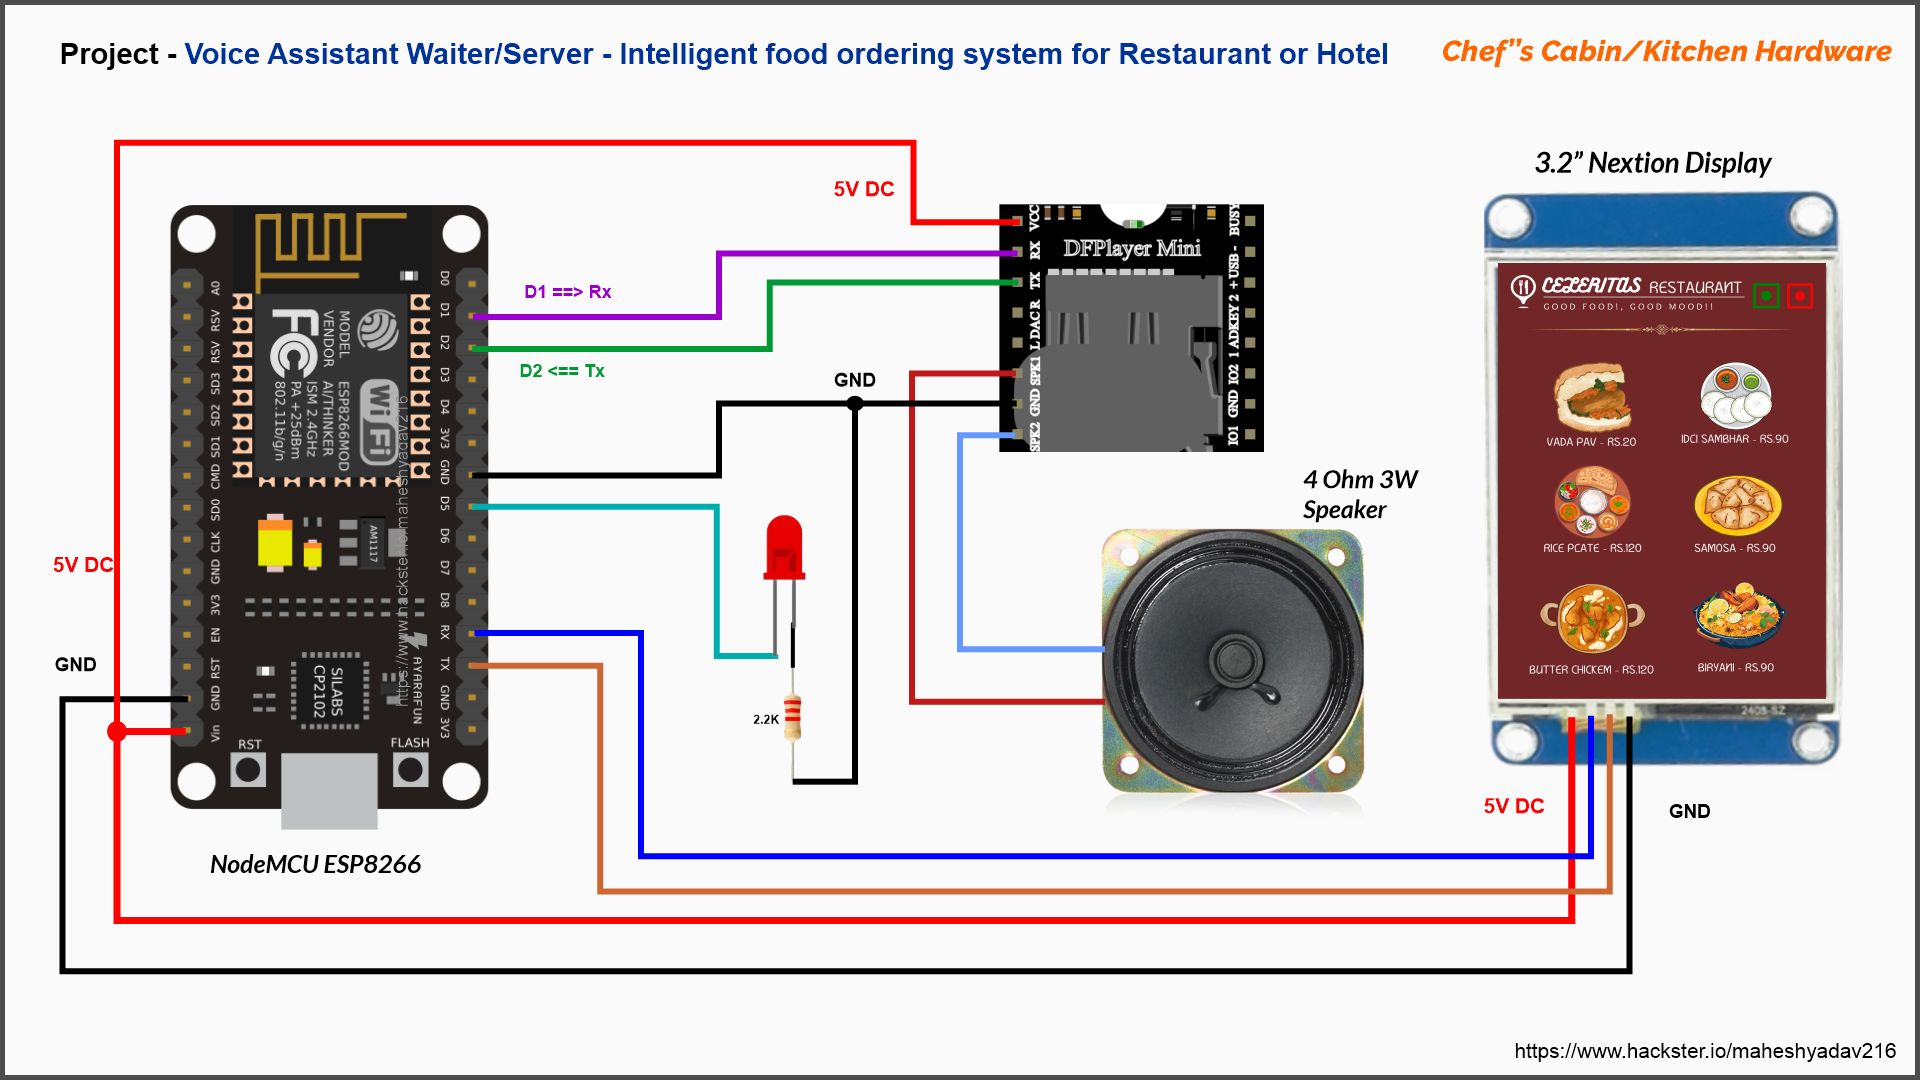 Project - Voice Assistant Waiter/Server - Intelligent food ordering system for Restaurant or Hotel
Chef"s Cabin/Kitchen Hardware
5V DC
3.2” Nextion Display
D1 ==> Rx
D2 <== Tx
GND
5V DC
GND
2.2K
NodeMCU ESP8266
A0
RSV
RSV
SD3
SD2
SD1
CMD
SD0
CLK
GND
3V3
EN
RST
GND
Vin
D0
D1
D2
D3
D4
3V3
GND
D5
D6
D7
D8
RX
TX
GND
3V3
MODEL
VENDOR
ESP8266MOD
AI/THINKER
ISM 2.4GHz
PA +25dBm
802.11b/g/n
FCC
WiFi
AM1117
https://www.hackster.io/maheshyadav216
SILABS
CP2102
AYARAFUN
RST
FLASH
DFPlayer Mini
VCC
RX
TX
DAC R
L
SPK1
GND
SPK2
BUSY
USB -
USB +
ADKEY 2
1
IO2
GND
IO1
4 Ohm 3W
Speaker
CELERITAS RESTAURANT
GOOD FOOD!, GOOD MOOD!!
VADA PAV - RS.20
IDCI SAMBHAR - RS.90
RICE PCATE - RS.120
SAMOSA - RS.90
BUTTER CHICKEM - RS.120
BIRYANI - RS.90
5V DC
GND
https://www.hackster.io/maheshyadav216